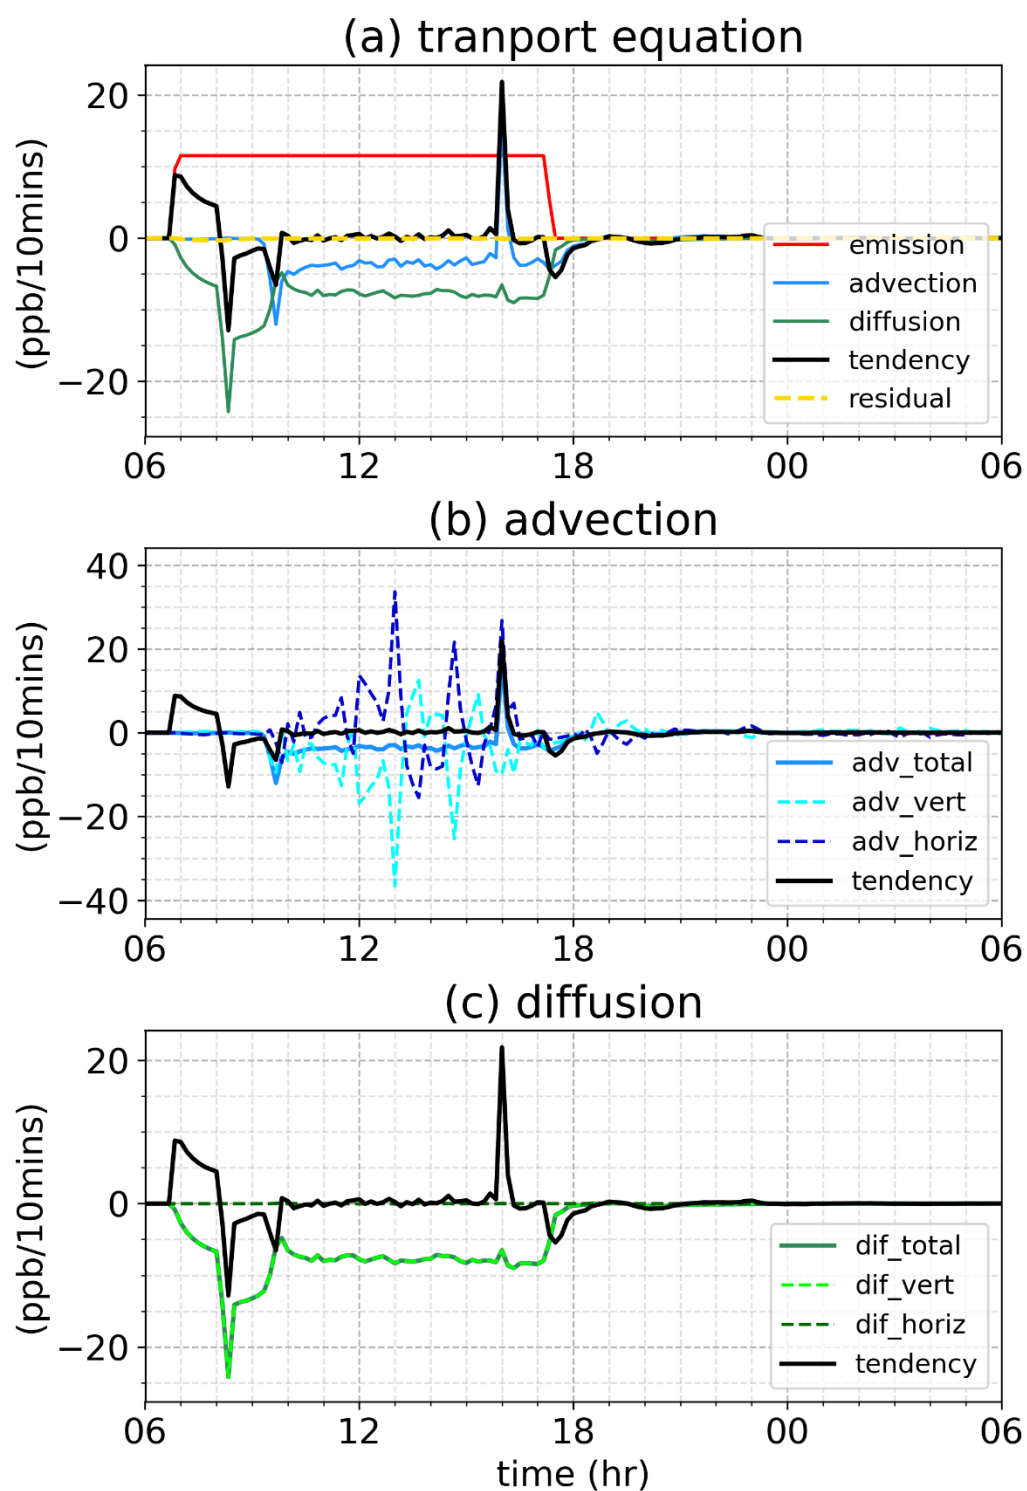 (a) tranport equation
20
0
−20
(ppb/10mins)
emission
advection
diffusion
tendency
residual
06 12 18 00 06
(b) advection
40
20
0
−20
−40
(ppb/10mins)
adv_total
adv_vert
adv_horiz
tendency
06 12 18 00 06
(c) diffusion
20
0
−20
(ppb/10mins)
dif_total
dif_vert
dif_horiz
tendency
06 12 18 00 06
time (hr)